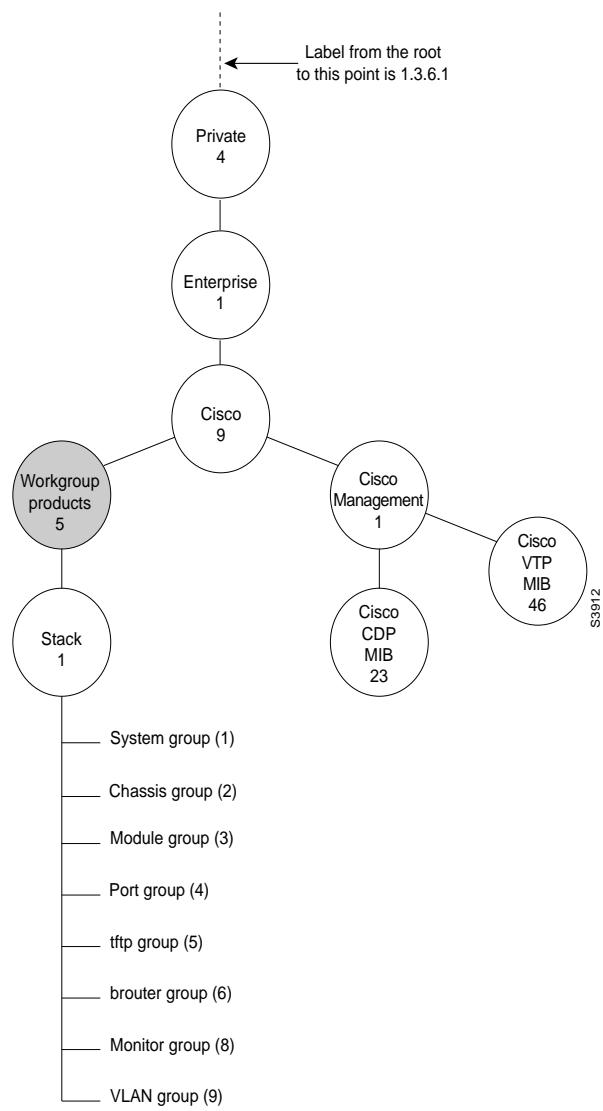 Label from the root
to this point is 1.3.6.1
Private
4
Enterprise
1
Cisco
9
Workgroup
products
5
Cisco
Management
1
Cisco
VTP
MIB
46
Stack
1
Cisco
CDP
MIB
23
S3912
System group (1)
Chassis group (2)
Module group (3)
Port group (4)
tftp group (5)
brouter group (6)
Monitor group (8)
VLAN group (9)